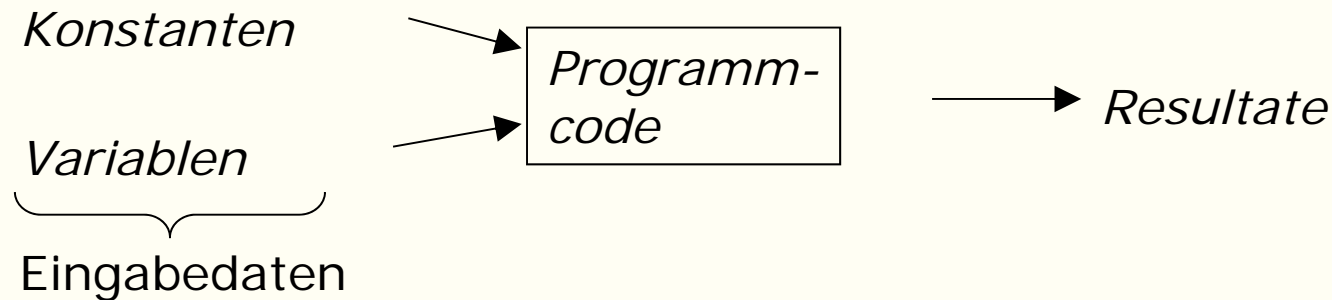 Konstanten
Programm-
code
Resultate
Variablen
Eingabedaten